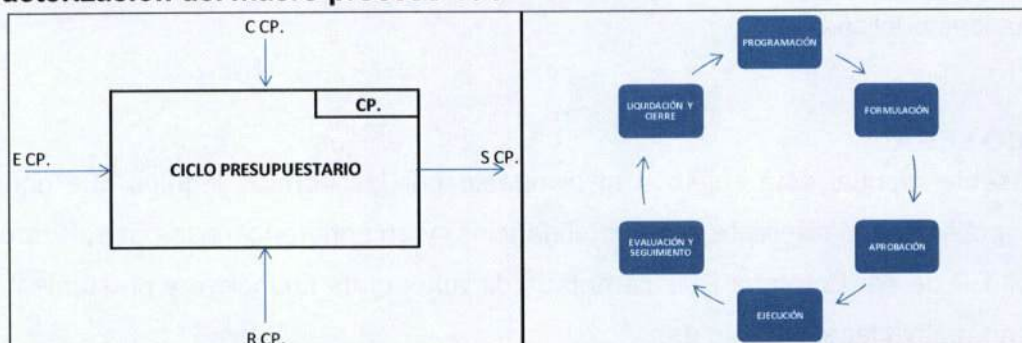 C CP.
CP.
E CP.
CICLO PRESUPUESTARIO
S CP.
R CP.
PROGRAMACIÓN
FORMULACIÓN
APROBACIÓN
EJECUCIÓN
EVALUACIÓN Y
SEGUIMIENTO
LIQUIDACIÓN Y
CIERRE